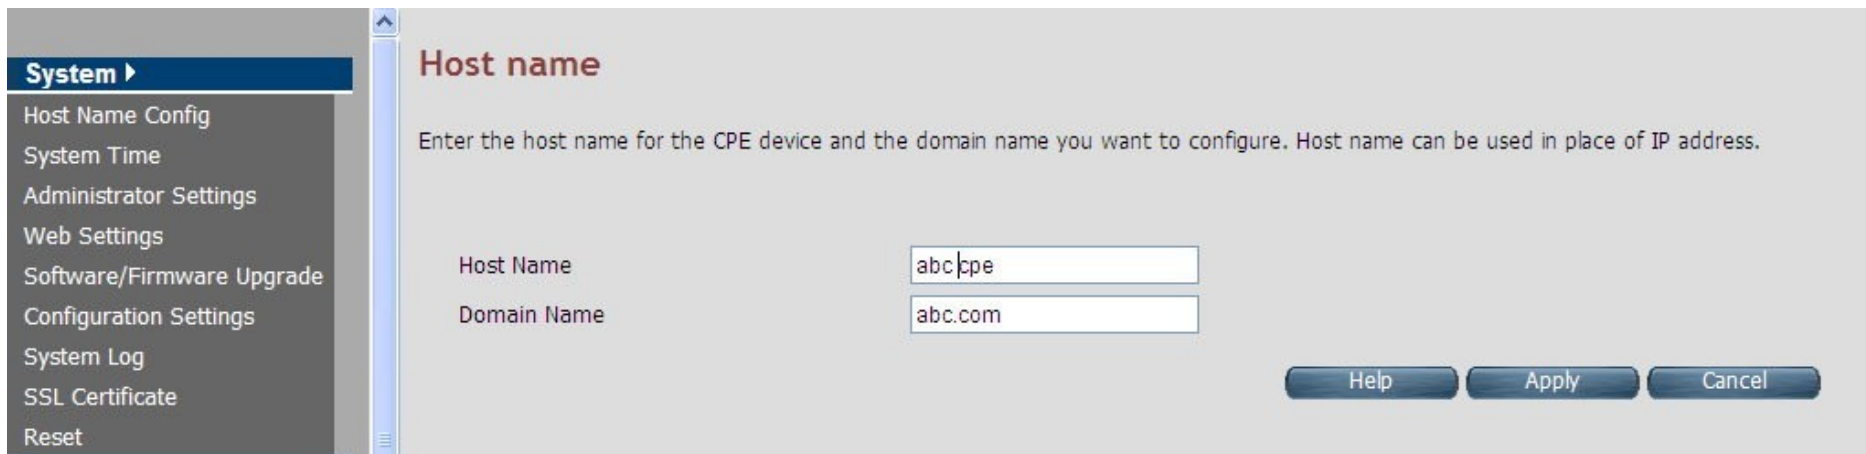 System
Host Name Config
System Time
Administrator Settings
Web Settings
Software/Firmware Upgrade
Configuration Settings
System Log
SSL Certificate
Reset
Host name
Enter the host name for the CPE device and the domain name you want to configure. Host name can be used in place of IP address.
Host Name abc cpe
Domain Name abc.com
Help Apply Cancel